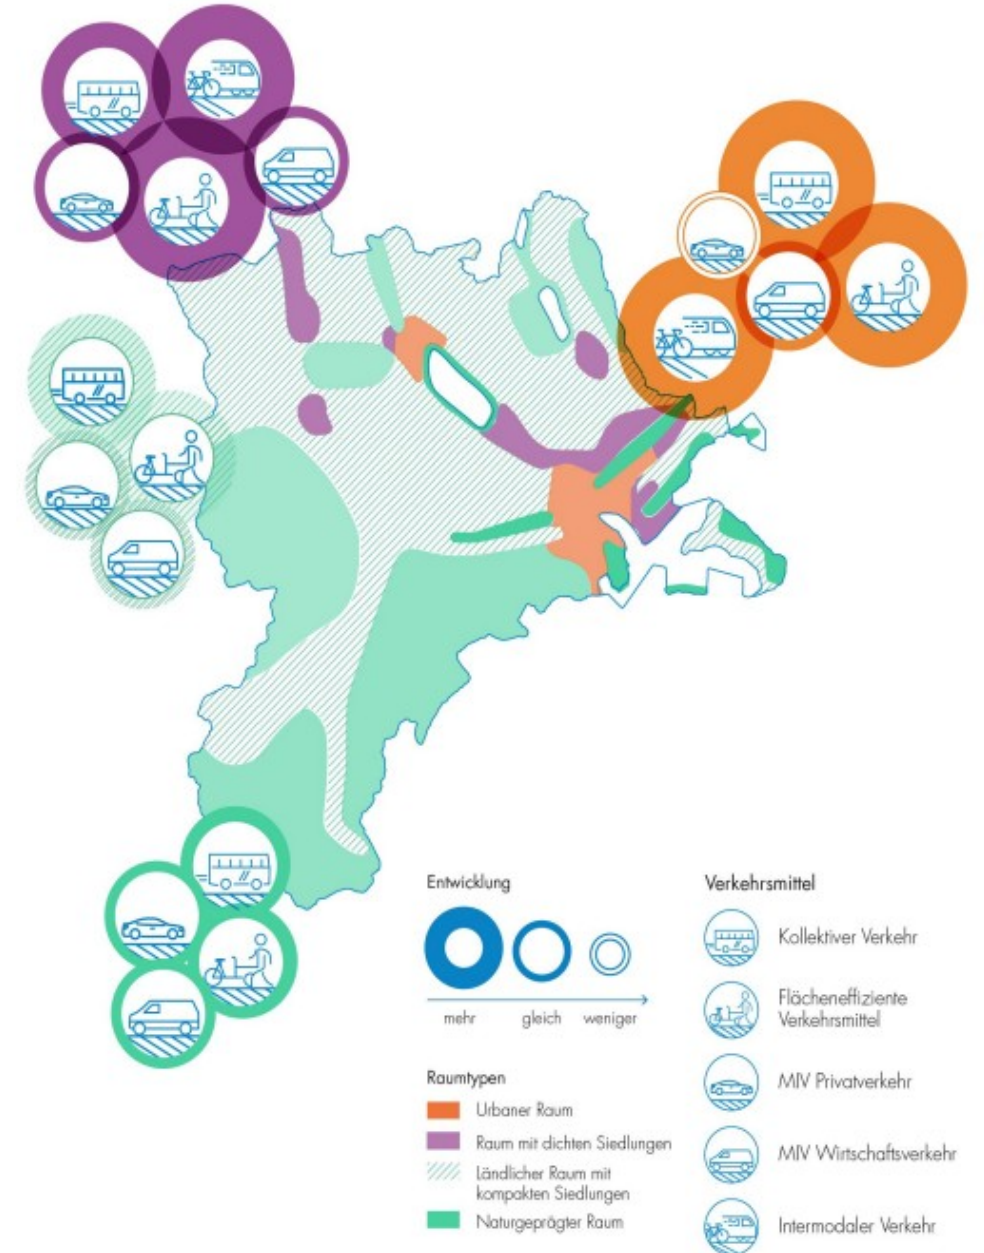 Entwicklung
mehr
gleich
weniger
Raumtypen
Urbaner Raum
Raum mit dichten Siedlungen
Ländlicher Raum mit
kompakten Siedlungen
Naturgeprägter Raum
Verkehrsmittel
Kollektiver Verkehr
Flächeneffiziente
Verkehrsmittel
MIV Privatverkehr
MIV Wirtschaftsverkehr
Intermodaler Verkehr